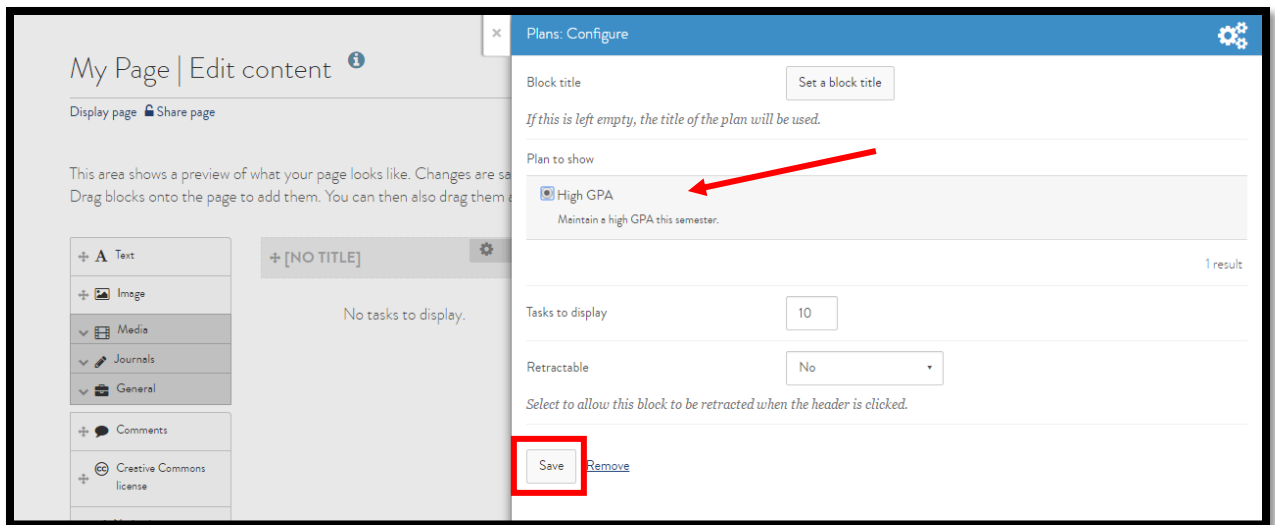 My Page | Edit content
Display page Share page
This area shows a preview of what your page looks like. Changes are sa
Drag blocks onto the page to add them. You can then also drag them
Text
Image
Media
Journals
General
Comments
Creative Commons
license
[NO TITLE]
No tasks to display.
×
Plans: Configure
Block title
Set a block title
If this is left empty, the title of the plan will be used.
Plan to show
High GPA
Maintain a high GPA this semester.
1 result
Tasks to display
10
Retractable
No
Select to allow this block to be retracted when the header is clicked.
Save
Remove